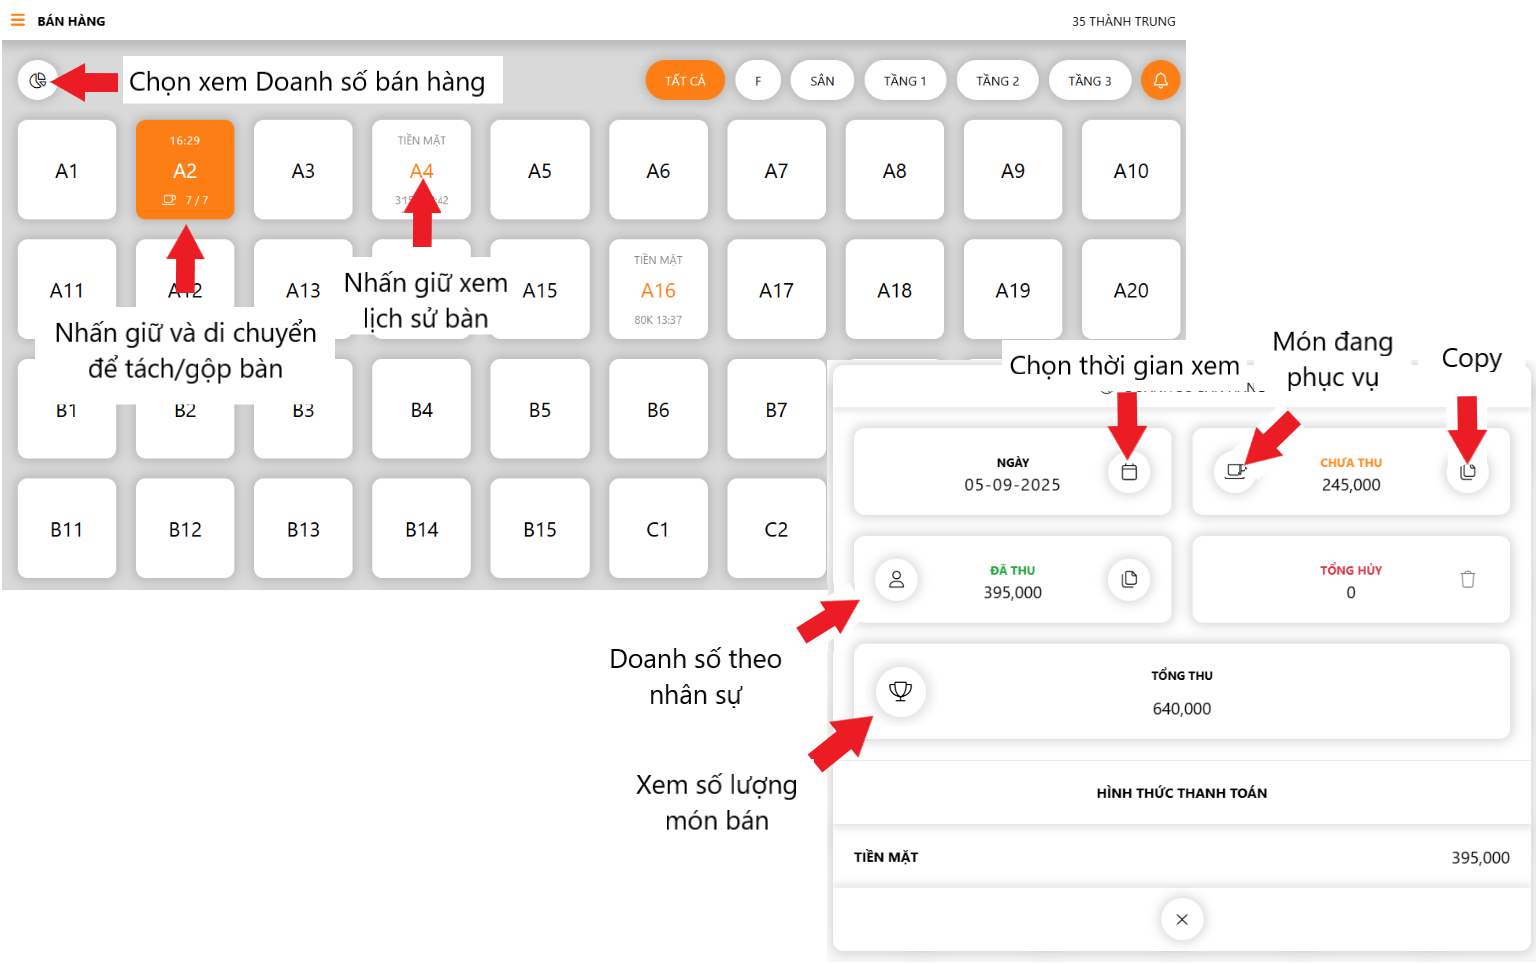 BÁN HÀNG
35 THÀNH TRUNG
Chọn xem Doanh số bán hàng
TẤT CẢ
F
SÂN
TẦNG 1
TẦNG 2
TẦNG 3
A1
16:29
A2
7 / 7
A3
TIỀN MẶT
A4
A5
A6
A7
A8
A9
A10
A11
A12
A13
Nhấn giữ xem
lịch sử bàn
A15
TIỀN MẶT
A16
80K 13:37
A17
A18
A19
A20
Nhấn giữ và di chuyển
để tách/gộp bàn
B1
B2
B3
B4
B5
B6
B7
B11
B12
B13
B14
B15
C1
C2
Chọn thời gian xem
Món đang
phục vụ
Copy
NGÀY
05-09-2025
CHƯA THU
245,000
ĐÃ THU
395,000
TỔNG HỦY
0
Doanh số theo
nhân sự
TỔNG THU
640,000
Xem số lượng
món bán
HÌNH THỨC THANH TOÁN
TIỀN MẶT
395,000